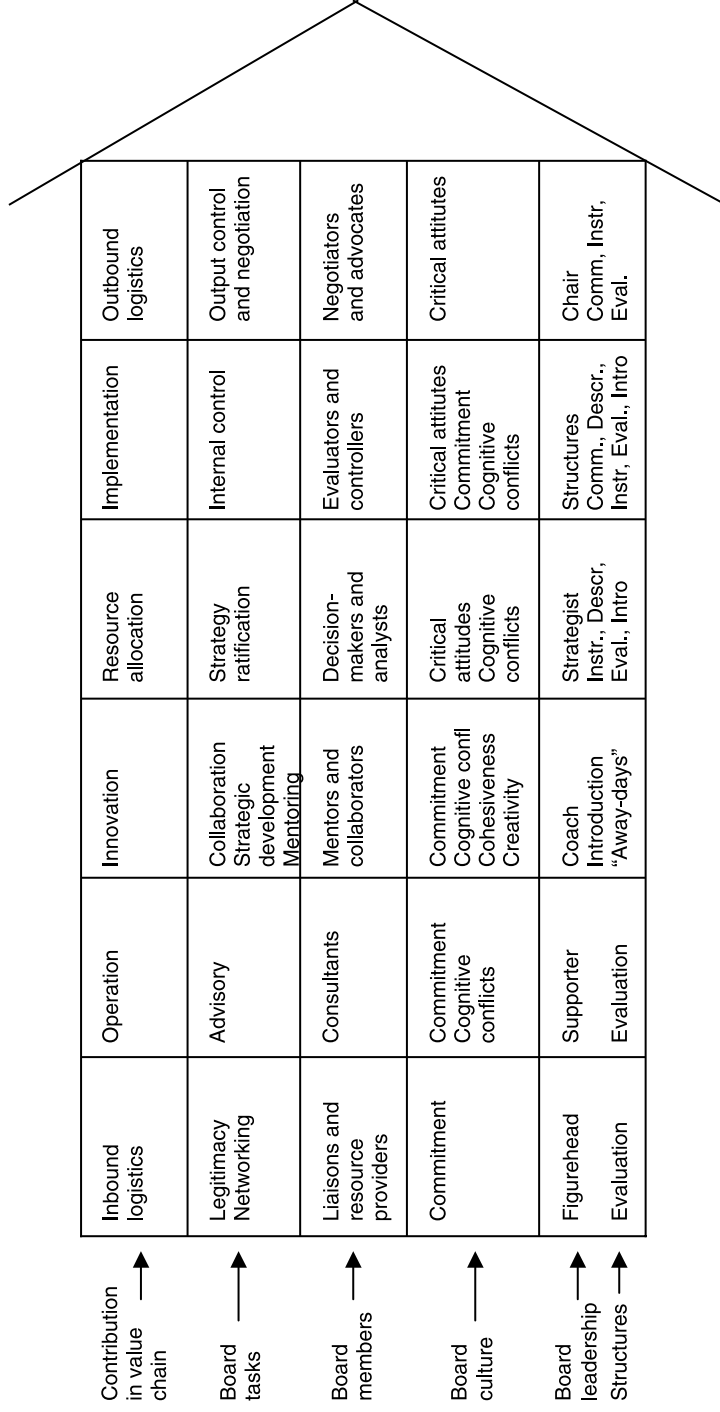 Contribution
in value
chain
Inbound
logistics
Operation
Innovation
Resource
allocation
Implementation
Outbound
logistics
Board
tasks
Legitimacy
Networking
Advisory
Collaboration
Strategic
development
Mentoring
Strategy
ratification
Internal control
Output control
and negotiation
Board
members
Liaisons and
resource
providers
Consultants
Mentors and
collaborators
Decision-
makers and
analysts
Evaluators and
controllers
Negotiators
and advocates
Board
culture
Commitment
Commitment
Cognitive
conflicts
Commitment
Cognitive confl
Cohesiveness
Creativity
Critical
attitudes
Cognitive
conflicts
Critical attitutes
Commitment
Cognitive
conflicts
Critical attitutes
Board
leadership
Structures
Figurehead
Evaluation
Supporter
Evaluation
Coach
Introduction
“Away-days”
Strategist
Instr., Descr,
Eval., Intro
Structures
Comm., Descr.,
Instr, Eval., Intro
Chair
Comm, Instr,
Eval.